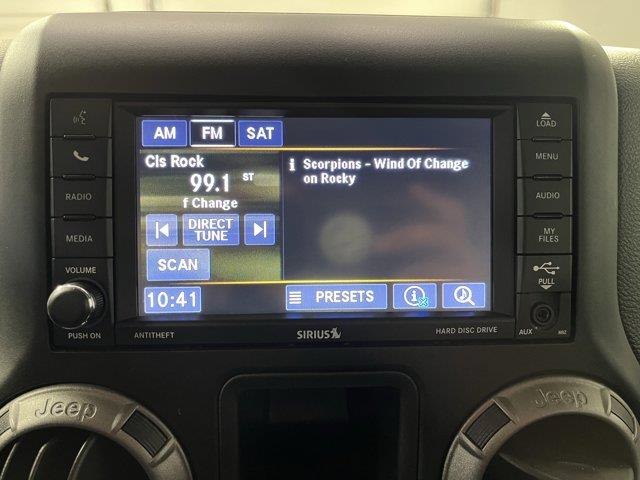 AM FM SAT
Cls Rock
99.1 ST
f Change
DIRECT
TUNE
SCAN
10:41
i Scorpions - Wind Of Change
on Rocky
PRESETS
RADIO
MEDIA
VOLUME
PUSH ON
LOAD
MENU
AUDIO
MY
FILES
PULL
AUX
ANTITHEFT
SIRIUS
HARD DISC DRIVE
Jeep
Jeep